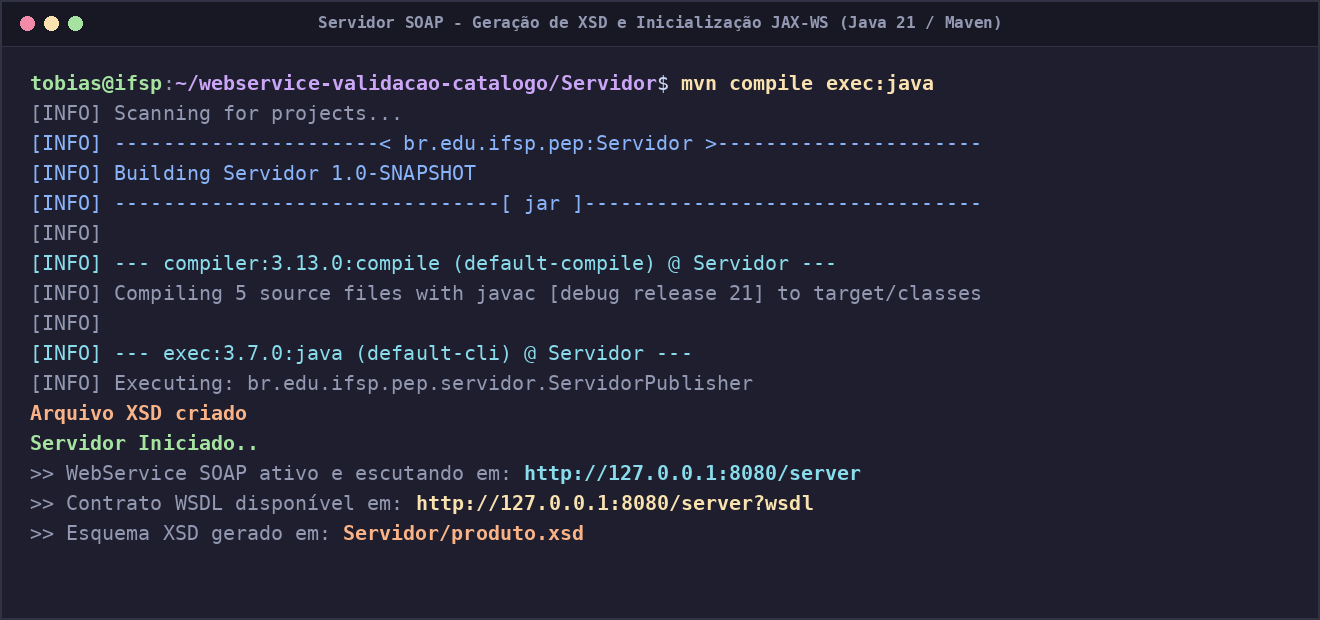 Servidor SOAP - Geração de XSD e Inicialização JAX-WS (Java 21 / Maven)
tobias@ifsp:~/webservice-validacao-catalogo/Servidor$ mvn compile exec:java
[INFO] Scanning for projects...
[INFO] ----------------------< br.edu.ifsp.pep:Servidor >----------------------
[INFO] Building Servidor 1.0-SNAPSHOT
[INFO] --------------------------------[ jar ]---------------------------------
[INFO]
[INFO] --- compiler:3.13.0:compile (default-compile) @ Servidor ---
[INFO] Compiling 5 source files with javac [debug release 21] to target/classes
[INFO]
[INFO] --- exec:3.7.0:java (default-cli) @ Servidor ---
[INFO] Executing: br.edu.ifsp.pep.servidor.ServidorPublisher
Arquivo XSD criado
Servidor Iniciado..
>> WebService SOAP ativo e escutando em: http://127.0.0.1:8080/server
>> Contrato WSDL disponível em: http://127.0.0.1:8080/server?wsdl
>> Esquema XSD gerado em: Servidor/produto.xsd